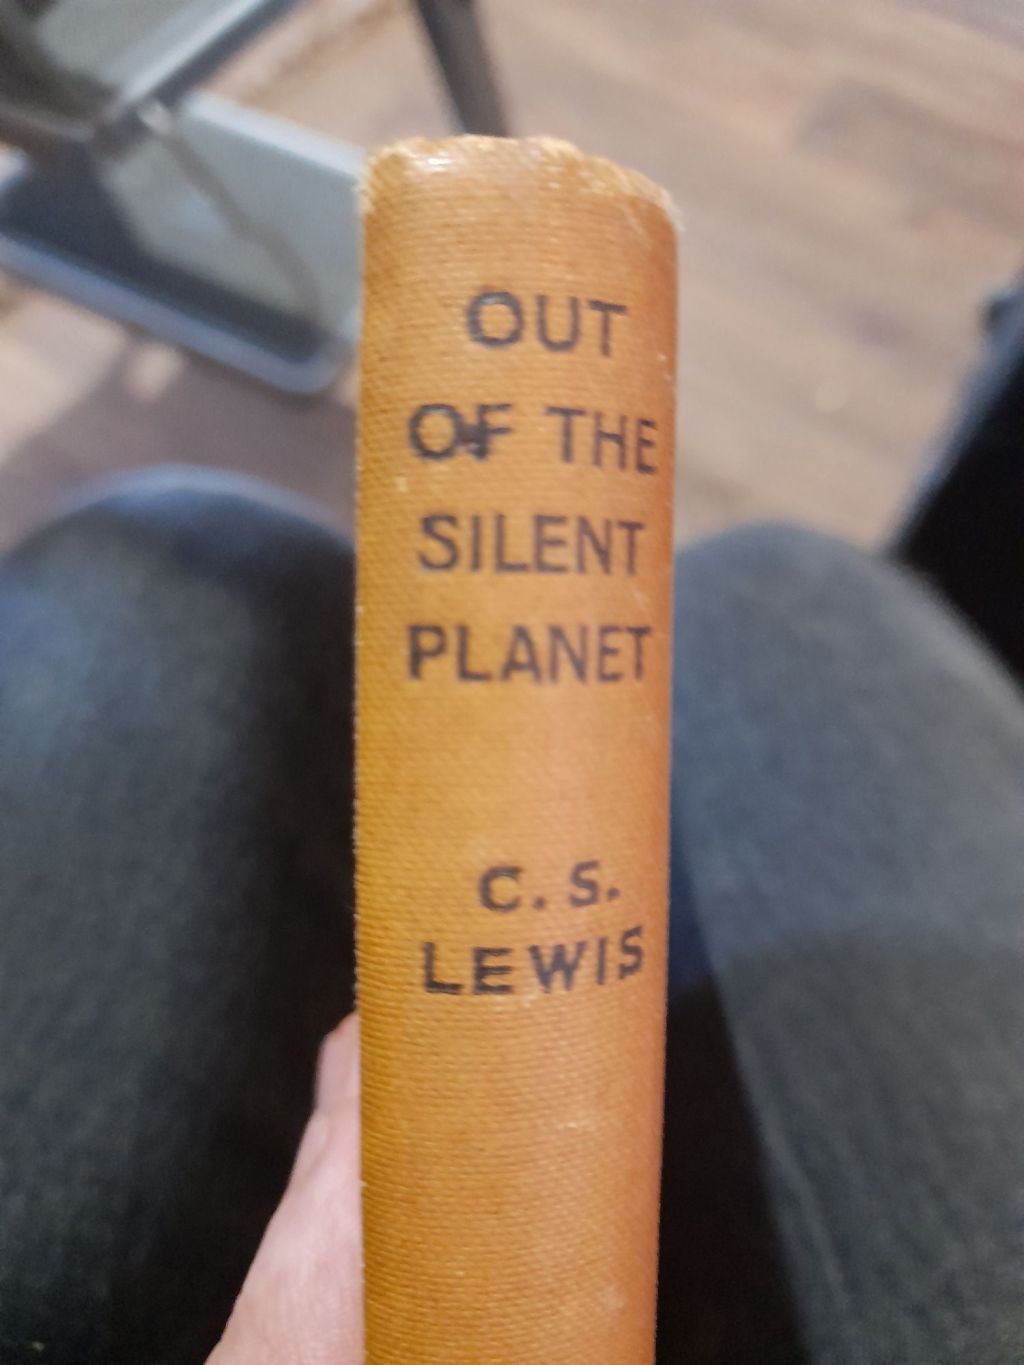 OUT
OF THE
SILENT
PLANET
C. S.
LEWIS